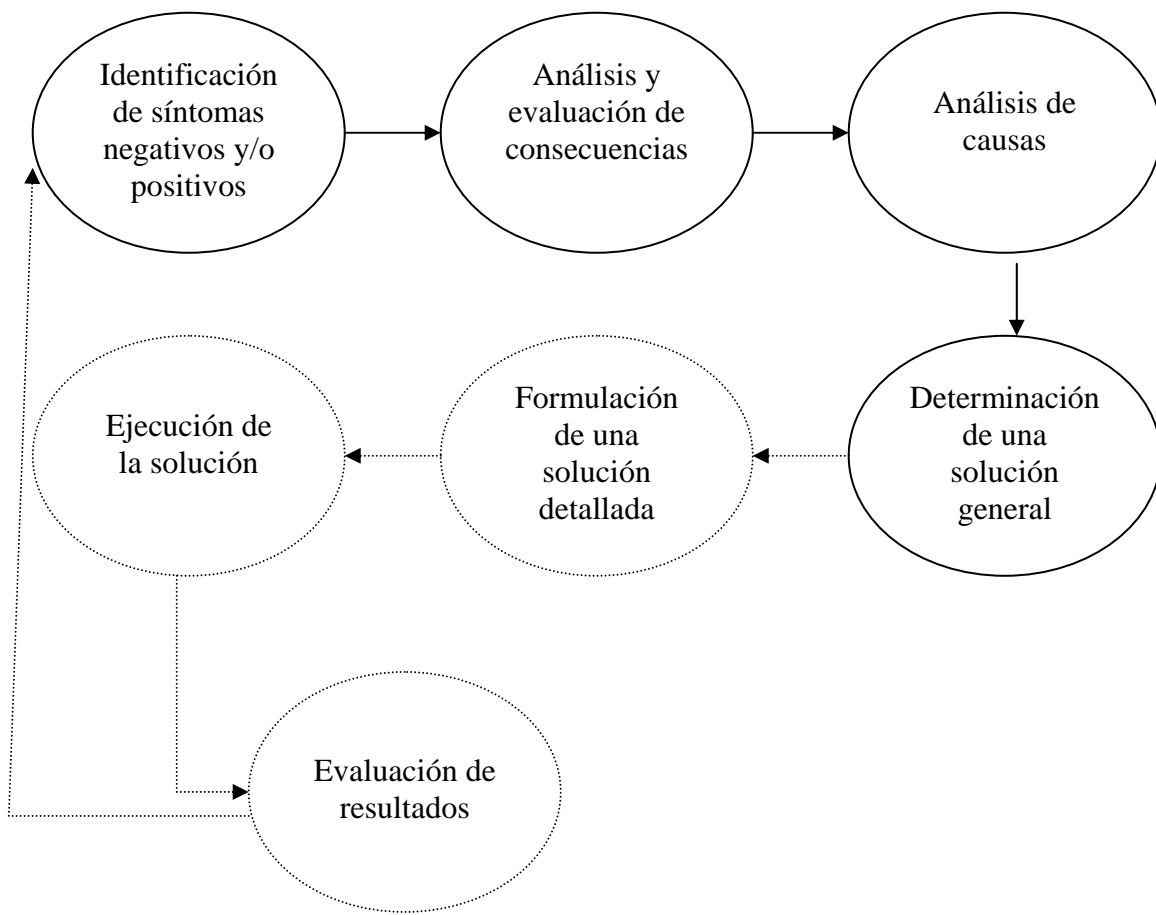 Identificación
de síntomas
negativos y/o
positivos
Análisis y
evaluación de
consecuencias
Análisis de
causas
Determinación
de una
solución
general
Formulación
de una
solución
detallada
Ejecución de
la solución
Evaluación de
resultados